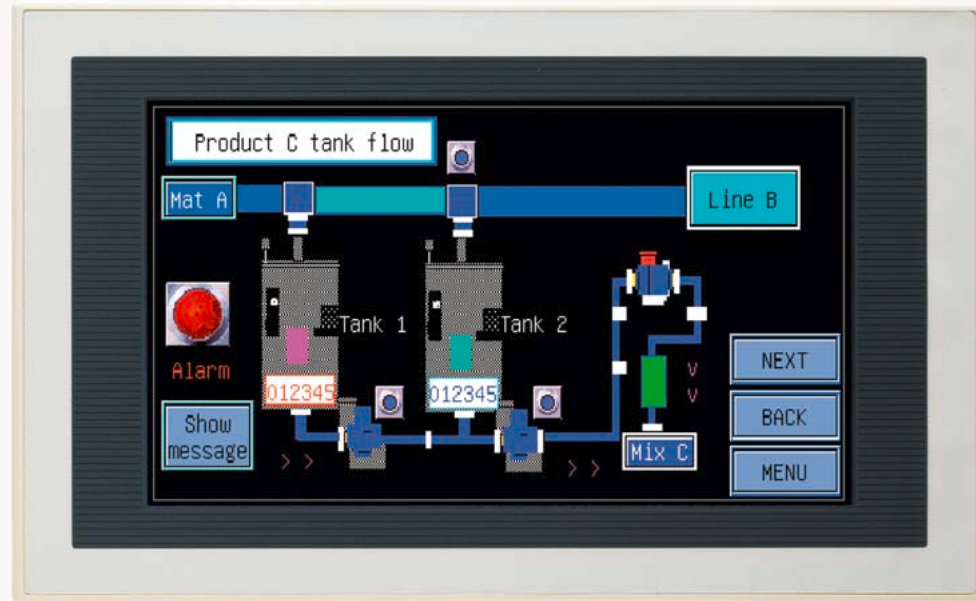 Product C tank flow
Mat A
Line B
Tank 1
Tank 2
Alarm
012345
012345
NEXT
Show
message
BACK
Mix C
MENU
> >
> >
v
v